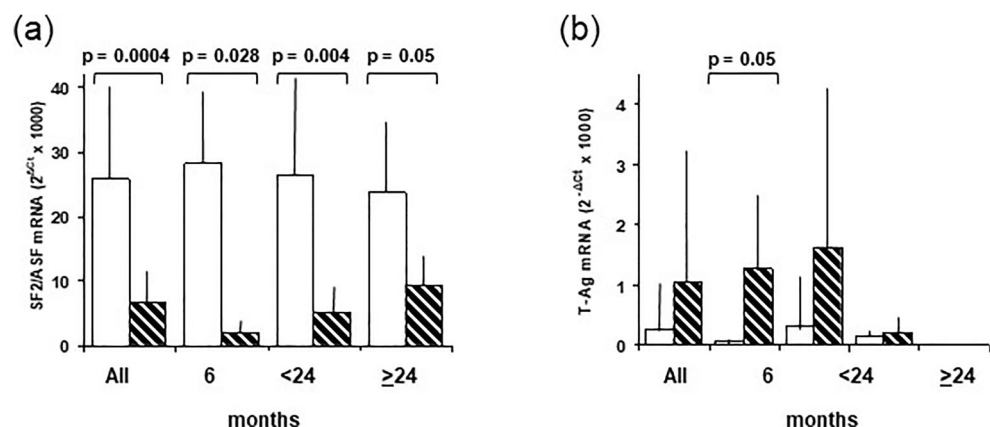 (a)
p = 0.0004 p = 0.028 p = 0.004 p = 0.05
SF2/ASF mRNA (2^ΔCt x 1000)
40
30
20
10
0
All 6 <24 ≥24
months
(b)
p = 0.05
T-Ag mRNA (2^-ΔCt x 1000)
4
3
2
1
0
All 6 <24 ≥24
months